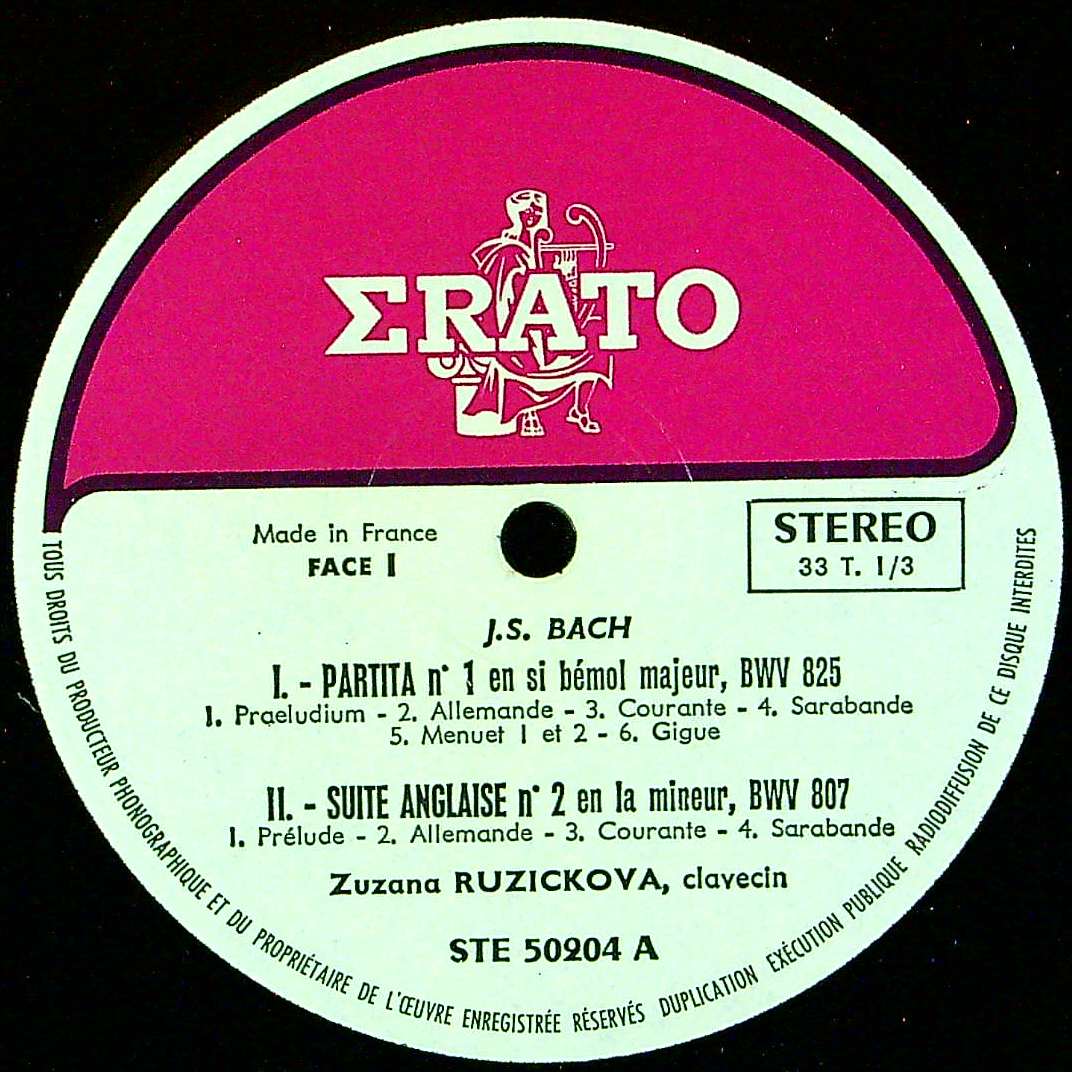 ΣRATO
Made in France
FACE I
STEREO
33 T. 1/3
J.S. BACH
I. - PARTITA n° 1 en si bémol majeur, BWV 825
1. Praeludium - 2. Allemande - 3. Courante - 4. Sarabande
5. Menuet 1 et 2 - 6. Gigue
II. - SUITE ANGLAISE n° 2 en la mineur, BWV 807
1. Prélude - 2. Allemande - 3. Courante - 4. Sarabande
Zuzana RUZICKOVA, clavecin
STE 50204 A
TOUS DROITS DU PRODUCTEUR PHONOGRAPHIQUE ET DU PROPRIÉTAIRE DE L'ŒUVRE ENREGISTRÉE RÉSERVÉS DUPLICATION EXÉCUTION PUBLIQUE RADIODIFFUSION DE CE DISQUE INTERDITES